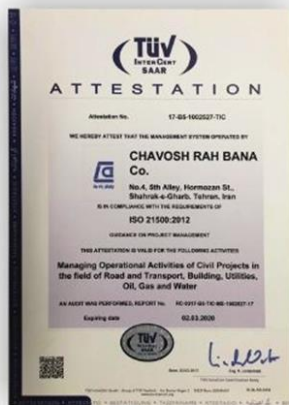 TÜV
INTERCERT
SAAR
ATTESTATION
Attestation No. 17-BS-1602527-TIC
WE HEREBY ATTEST THAT THE MANAGEMENT SYSTEM OPERATED BY
CHAVOSH RAH BANA
Co.
No.4, 5th Alley, Hormozan St.,
Shahrak-e-Gharb, Tehran, Iran
IS IN COMPLIANCE WITH THE REQUIREMENTS OF
ISO 21500:2012
GUIDANCE ON PROJECT MANAGEMENT
THIS ATTESTATION IS VALID FOR THE FOLLOWING ACTIVITIES
Managing Operational Activities of Civil Projects in
the field of Road and Transport, Building, Utilities,
Oil, Gas and Water
AN AUDIT WAS PERFORMED, REPORT No.
Expiring date 02.03.2020
TÜV